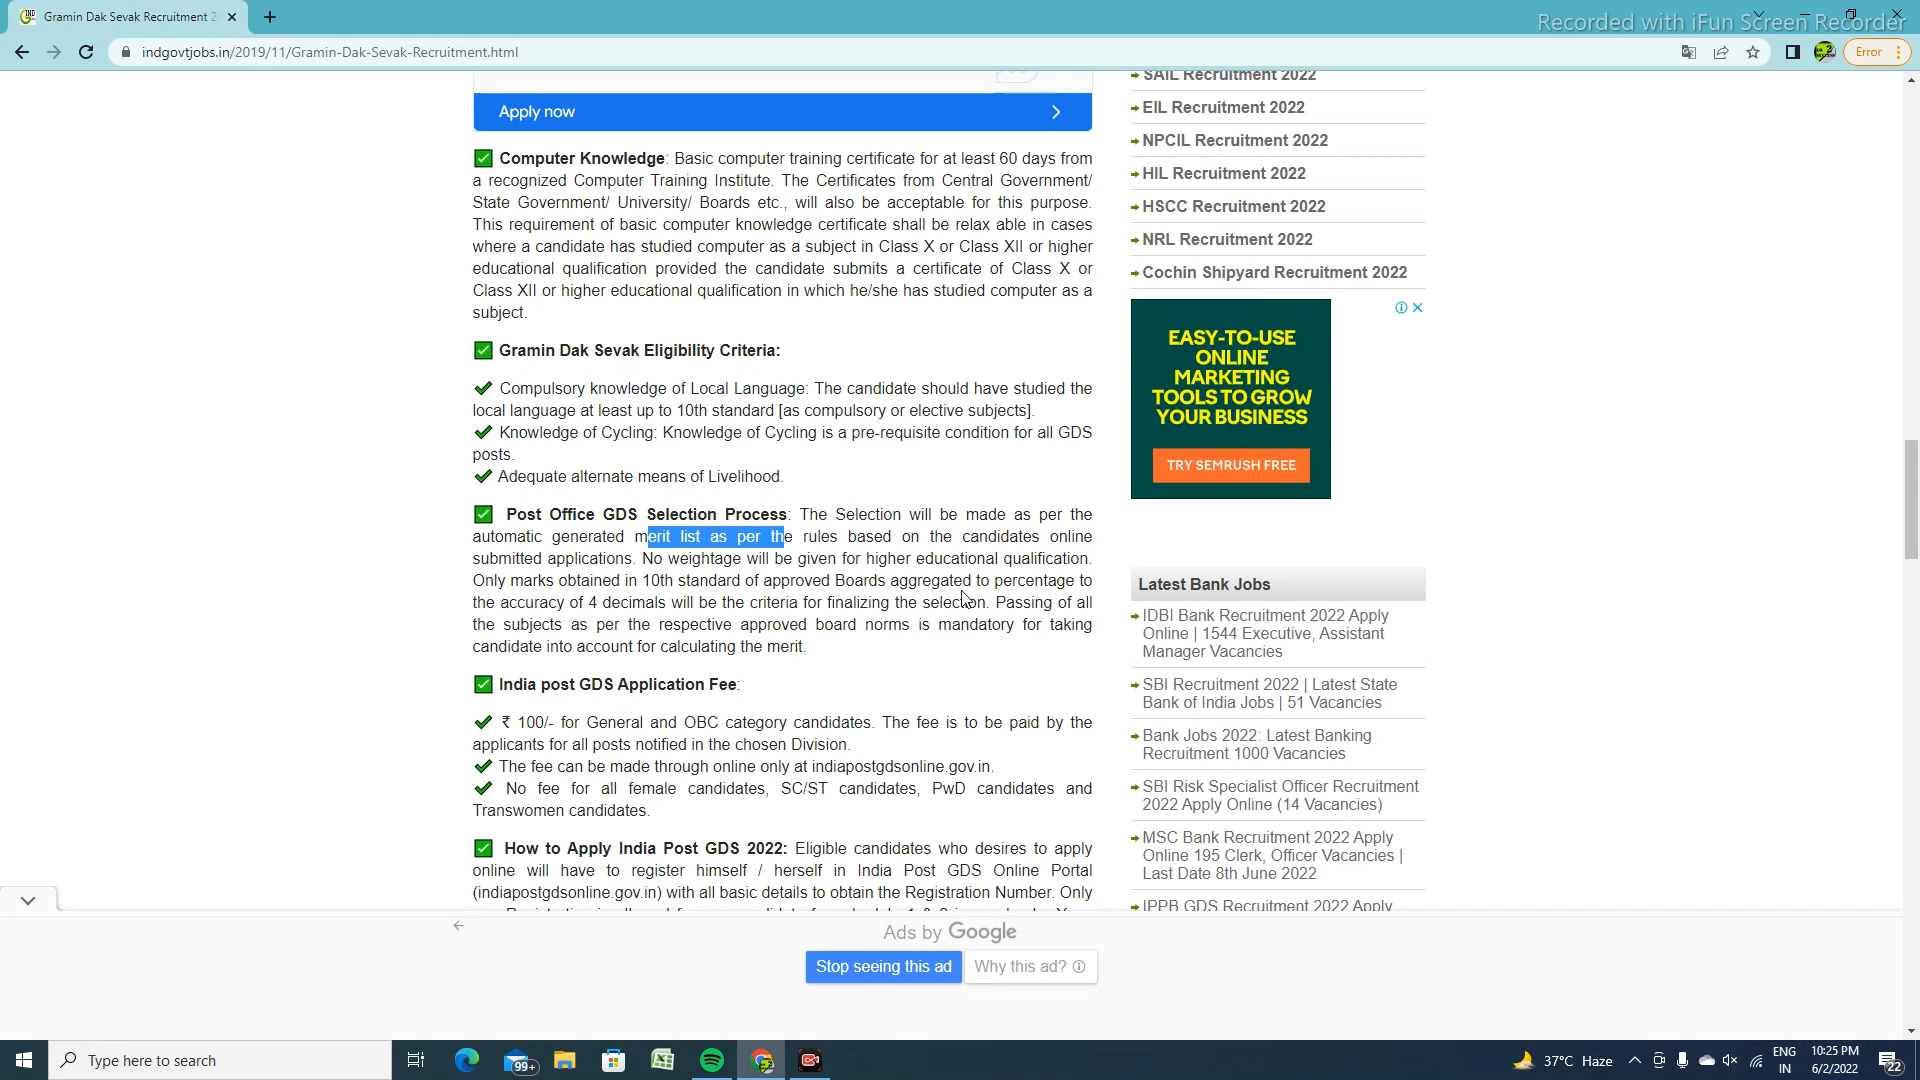 Gramin Dak Sevak Recruitment 2
Recorded with iFun Screen Recorder
indgovtjobs.in/2019/11/Gramin-Dak-Sevak-Recruitment.html
Error
Apply now
✅ Computer Knowledge: Basic computer training certificate for at least 60 days from
a recognized Computer Training Institute. The Certificates from Central Government/
State Government/ University/ Boards etc., will also be acceptable for this purpose.
This requirement of basic computer knowledge certificate shall be relax able in cases
where a candidate has studied computer as a subject in Class X or Class XII or higher
educational qualification provided the candidate submits a certificate of Class X or
Class XII or higher educational qualification in which he/she has studied computer as a
subject.
✅ Gramin Dak Sevak Eligibility Criteria:
✔ Compulsory knowledge of Local Language: The candidate should have studied the
local language at least up to 10th standard [as compulsory or elective subjects].
✔ Knowledge of Cycling: Knowledge of Cycling is a pre-requisite condition for all GDS
posts.
✔ Adequate alternate means of Livelihood.
✅ Post Office GDS Selection Process: The Selection will be made as per the
automatic generated merit list as per the rules based on the candidates online
submitted applications. No weightage will be given for higher educational qualification.
Only marks obtained in 10th standard of approved Boards aggregated to percentage to
the accuracy of 4 decimals will be the criteria for finalizing the selection. Passing of all
the subjects as per the respective approved board norms is mandatory for taking
candidate into account for calculating the merit.
✅ India post GDS Application Fee:
✔ ₹ 100/- for General and OBC category candidates. The fee is to be paid by the
applicants for all posts notified in the chosen Division.
✔ The fee can be made through online only at indiapostgdsonline.gov.in.
✔ No fee for all female candidates, SC/ST candidates, PwD candidates and
Transwomen candidates.
✅ How to Apply India Post GDS 2022: Eligible candidates who desires to apply
online will have to register himself / herself in India Post GDS Online Portal
(indiapostgdsonline.gov.in) with all basic details to obtain the Registration Number. Only
SAIL Recruitment 2022
EIL Recruitment 2022
NPCIL Recruitment 2022
HIL Recruitment 2022
HSCC Recruitment 2022
NRL Recruitment 2022
Cochin Shipyard Recruitment 2022
EASY-TO-USE
ONLINE
MARKETING
TOOLS TO GROW
YOUR BUSINESS
TRY SEMRUSH FREE
Latest Bank Jobs
IDBI Bank Recruitment 2022 Apply
Online | 1544 Executive, Assistant
Manager Vacancies
SBI Recruitment 2022 | Latest State
Bank of India Jobs | 51 Vacancies
Bank Jobs 2022: Latest Banking
Recruitment 1000 Vacancies
SBI Risk Specialist Officer Recruitment
2022 Apply Online (14 Vacancies)
MSC Bank Recruitment 2022 Apply
Online 195 Clerk, Officer Vacancies |
Last Date 8th June 2022
IPPB GDS Recruitment 2022 Apply
Ads by Google
Stop seeing this ad
Why this ad?
Type here to search
99+
37°C Haze
ENG
IN
10:25 PM
6/2/2022
22